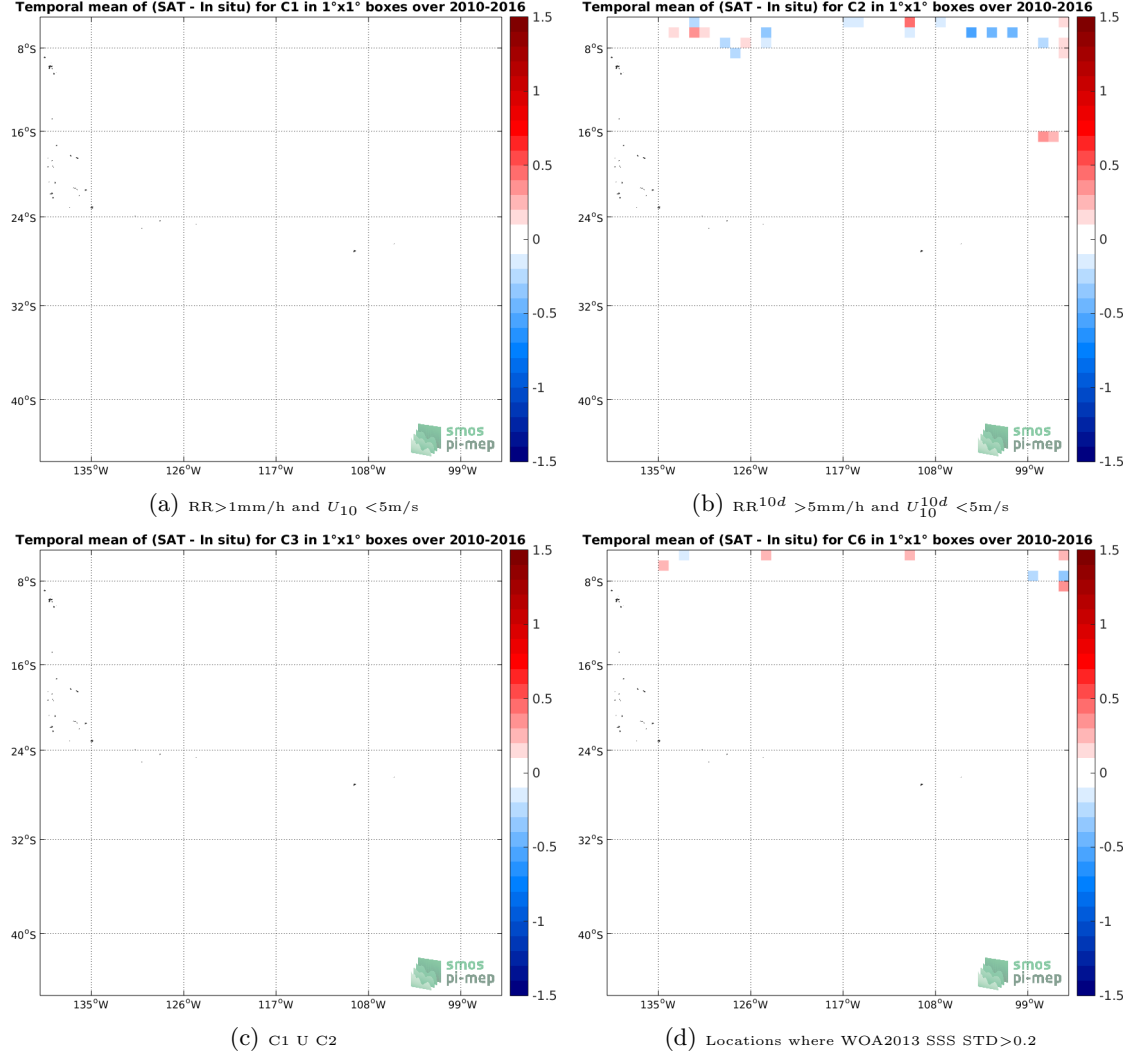 Temporal mean of (SAT - In situ) for C1 in 1°x1° boxes over 2010-2016
8°S
16°S
24°S
32°S
40°S
135°W 126°W 117°W 108°W 99°W
1.5
1
0.5
0
-0.5
-1
-1.5
smos
pi-mep
(a) RR>1mm/h and U10 <5m/s
Temporal mean of (SAT - In situ) for C2 in 1°x1° boxes over 2010-2016
8°S
16°S
24°S
32°S
40°S
135°W 126°W 117°W 108°W 99°W
1.5
1
0.5
0
-0.5
-1
-1.5
smos
pi-mep
(b) RR^10d >5mm/h and U10^10d <5m/s
Temporal mean of (SAT - In situ) for C3 in 1°x1° boxes over 2010-2016
8°S
16°S
24°S
32°S
40°S
135°W 126°W 117°W 108°W 99°W
1.5
1
0.5
0
-0.5
-1
-1.5
smos
pi-mep
(c) C1 U C2
Temporal mean of (SAT - In situ) for C6 in 1°x1° boxes over 2010-2016
8°S
16°S
24°S
32°S
40°S
135°W 126°W 117°W 108°W 99°W
1.5
1
0.5
0
-0.5
-1
-1.5
smos
pi-mep
(d) Locations where WOA2013 SSS STD>0.2